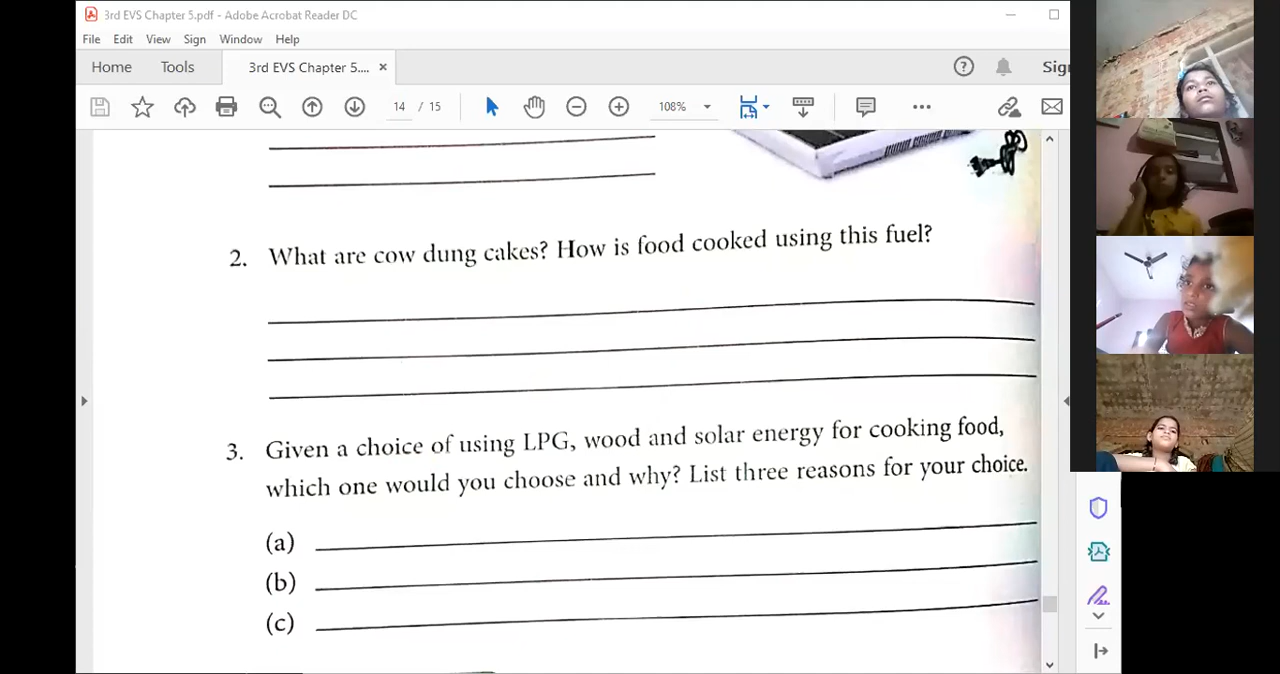 3rd EVS Chapter 5.pdf - Adobe Acrobat Reader DC
File Edit View Sign Window Help
Home Tools 3rd EVS Chapter 5.... × ? Sign
14 / 15 108%
2. What are cow dung cakes? How is food cooked using this fuel?
3. Given a choice of using LPG, wood and solar energy for cooking food,
which one would you choose and why? List three reasons for your choice.
(a)
(b)
(c)